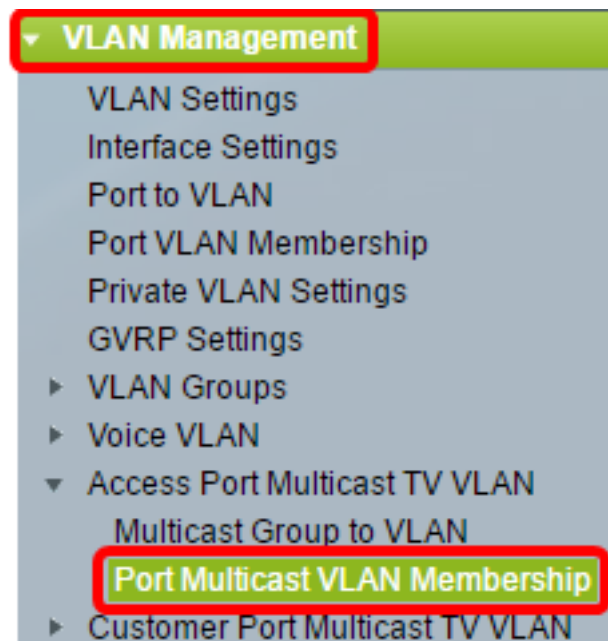 VLAN Management
VLAN Settings
Interface Settings
Port to VLAN
Port VLAN Membership
Private VLAN Settings
GVRP Settings
VLAN Groups
Voice VLAN
Access Port Multicast TV VLAN
Multicast Group to VLAN
Port Multicast VLAN Membership
Customer Port Multicast TV VLAN